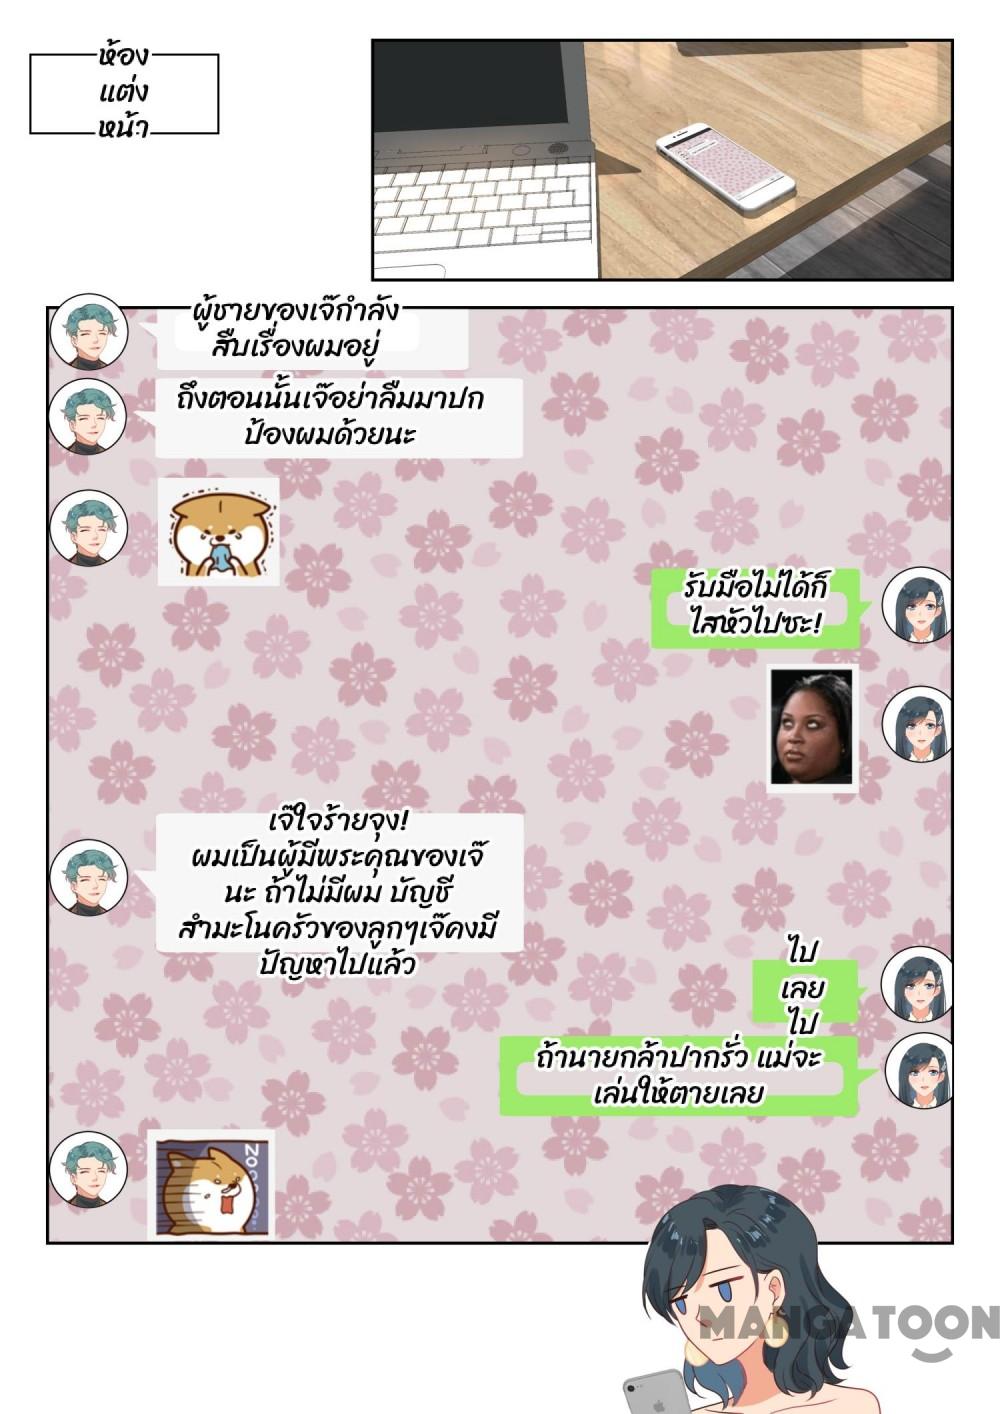 ห้อง
แต่ง
หน้า
ผู้ชายของเจ๊กำลัง
สืบเรื่องผมอยู่
ถึงตอนนั้นเจ๊อย่าลืมมาปก
ป้องผมด้วยนะ
รับมือไม่ได้ก็
ไสหัวไปซะ!
เจ๊ใจร้ายจุง!
ผมเป็นผู้มีพระคุณของเจ๊
นะ ถ้าไม่มีผม บัญชี
สำมะโนครัวของลูกๆเจ๊คงมี
ปัญหาไปแล้ว
ไป
เลย
ไป
ถ้านายกล้าปากรั่ว แม่จะ
เล่นให้ตายเลย
MANGATOON